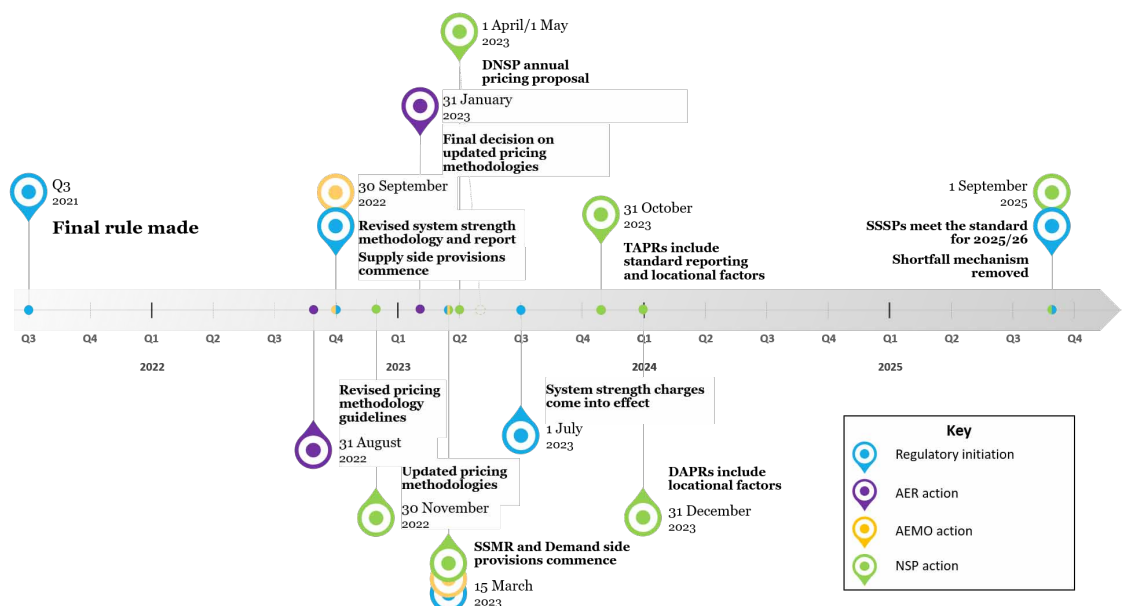 1 April/1 May
2023
DNSP annual
pricing proposal
31 January
2023
Final decision on
updated pricing
methodologies
Q3
2021
Final rule made
30 September
2022
Revised system strength
methodology and report
Supply side provisions
commence
31 October
2023
TAPRs include
standard reporting
and locational factors
1 September
2025
SSSPs meet the standard
for 2025/26
Shortfall mechanism
removed
Q3 Q4 Q1 Q2 Q3 Q4 Q1 Q2 Q3 Q4 Q1 Q2 Q3 Q4 Q1 Q2 Q3 Q4
2022 2023 2024 2025
Revised pricing
methodology
guidelines
31 August
2022
Updated pricing
methodologies
30 November
2022
SSMR and Demand side
provisions commence
15 March
2023
System strength charges
come into effect
1 July
2023
DAPRs include
locational factors
31 December
2023
Key
Regulatory initiation
AER action
AEMO action
NSP action